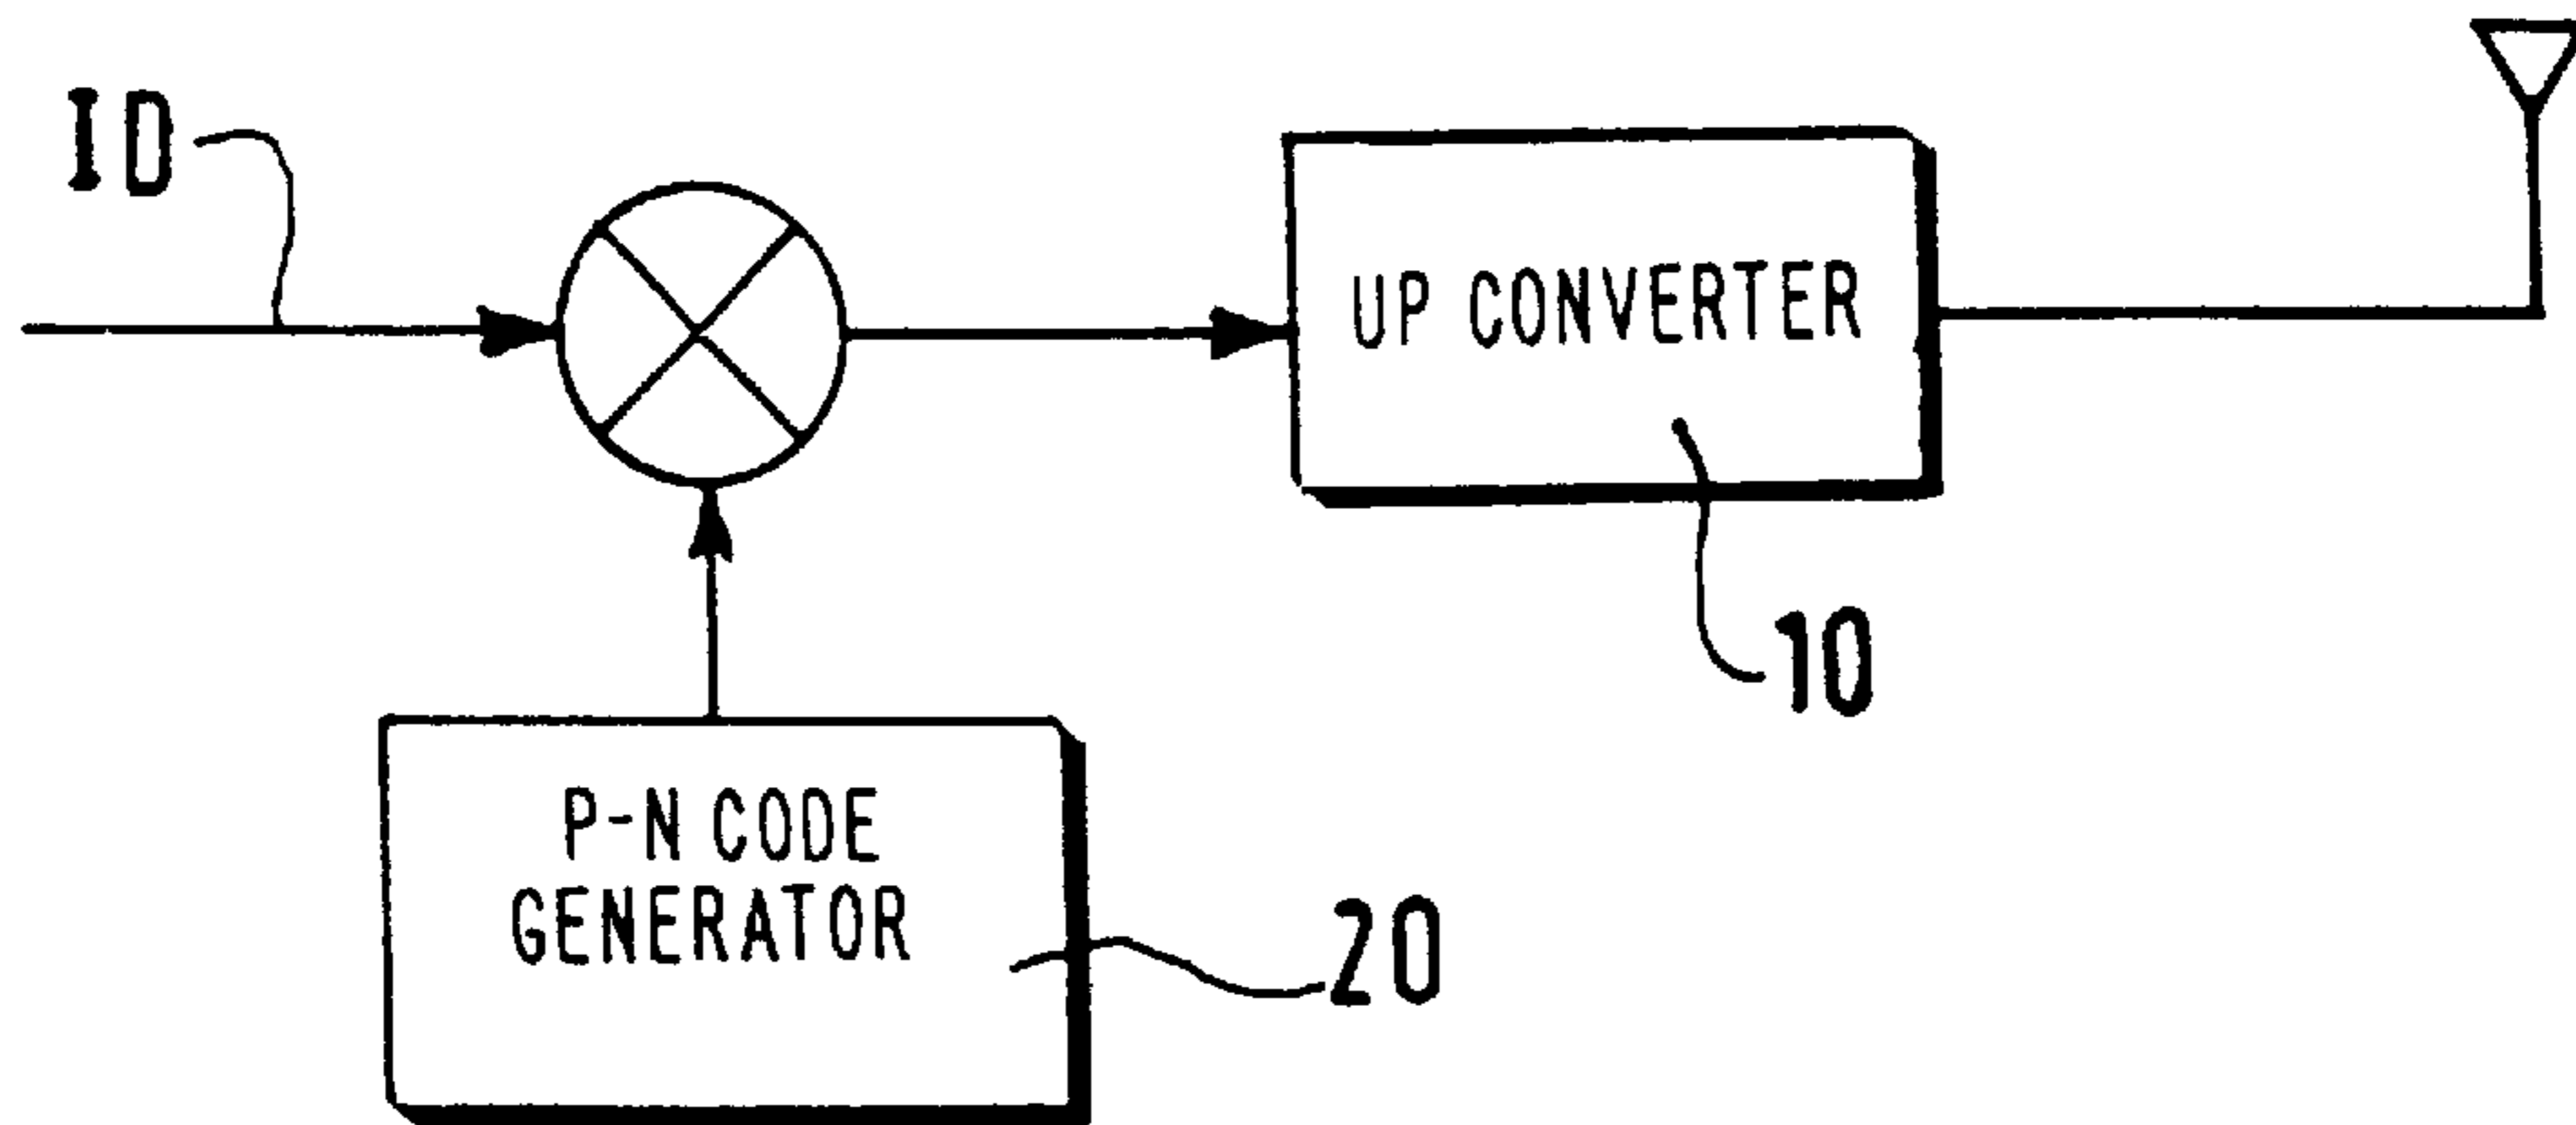 ID
UP CONVERTER
10
P-N CODE
GENERATOR
20